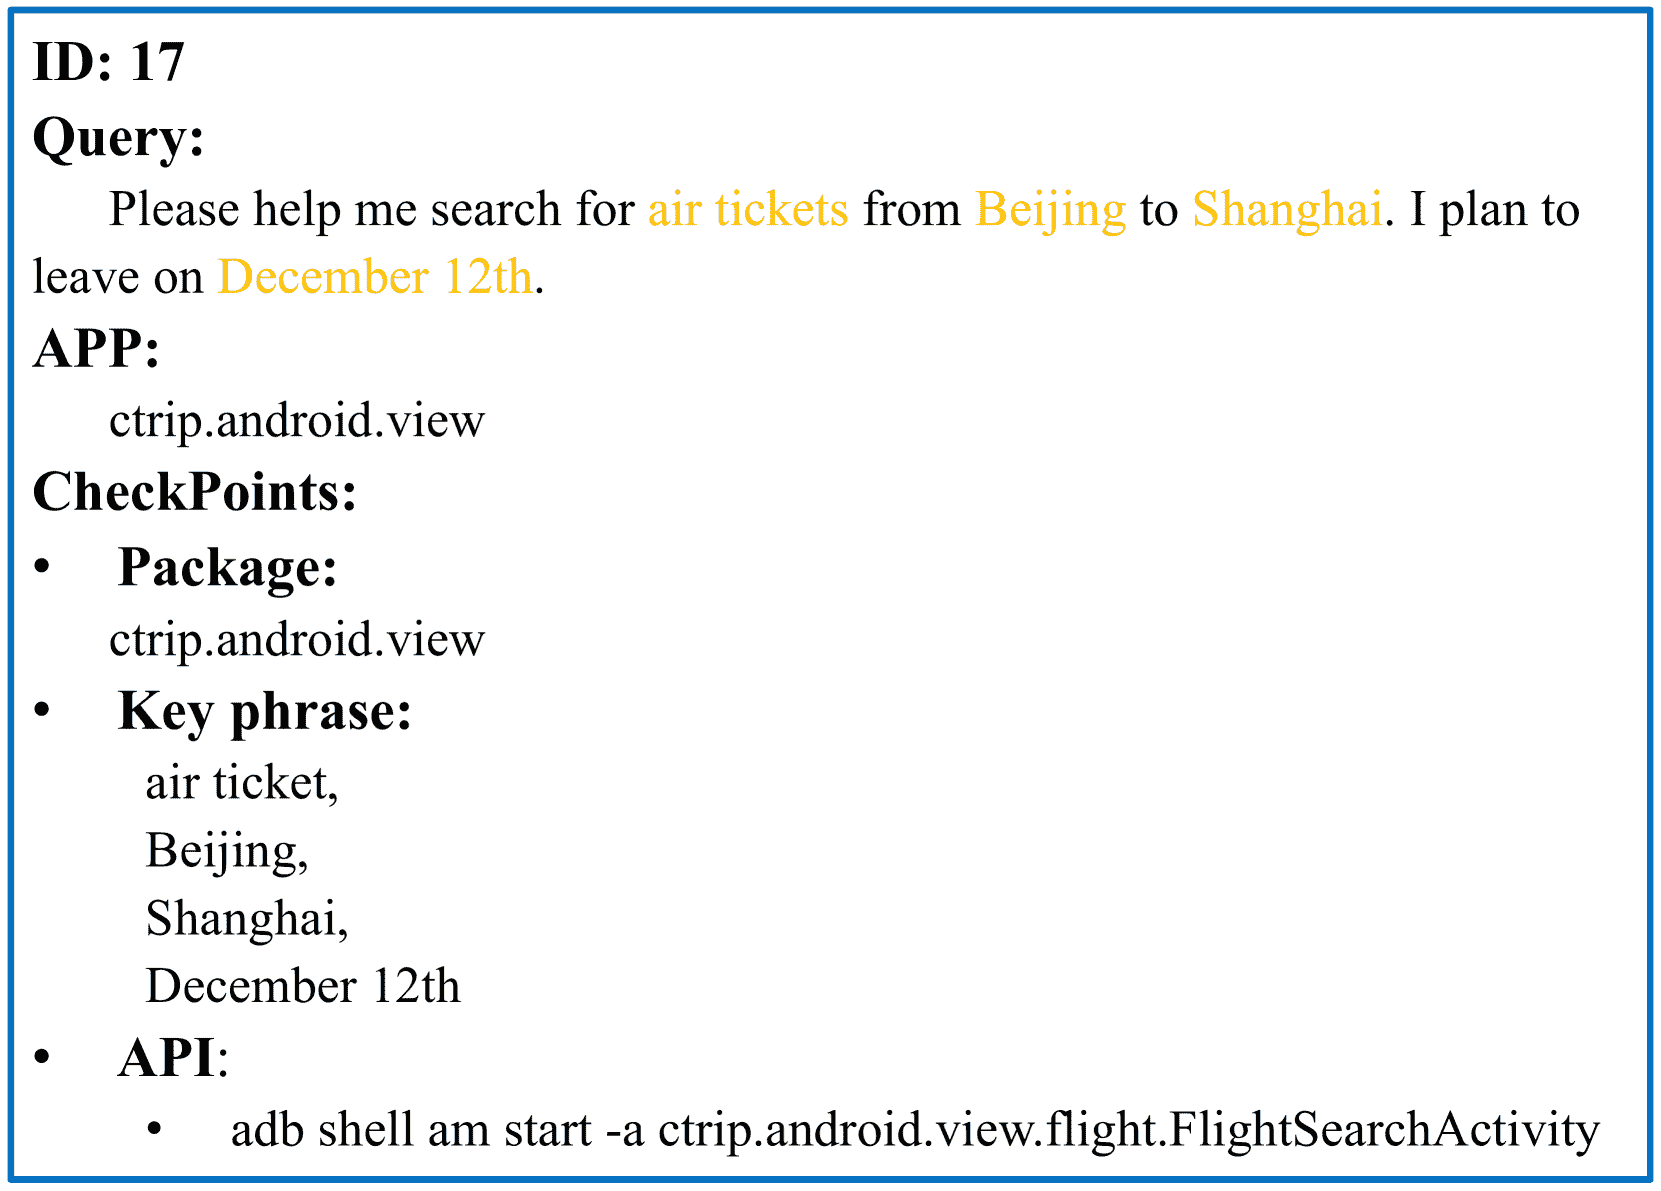 ID: 17
Query:
Please help me search for air tickets from Beijing to Shanghai. I plan to
leave on December 12th.
APP:
ctrip.android.view
CheckPoints:
• Package:
ctrip.android.view
• Key phrase:
air ticket,
Beijing,
Shanghai,
December 12th
• API:
• adb shell am start -a ctrip.android.view.flight.FlightSearchActivity